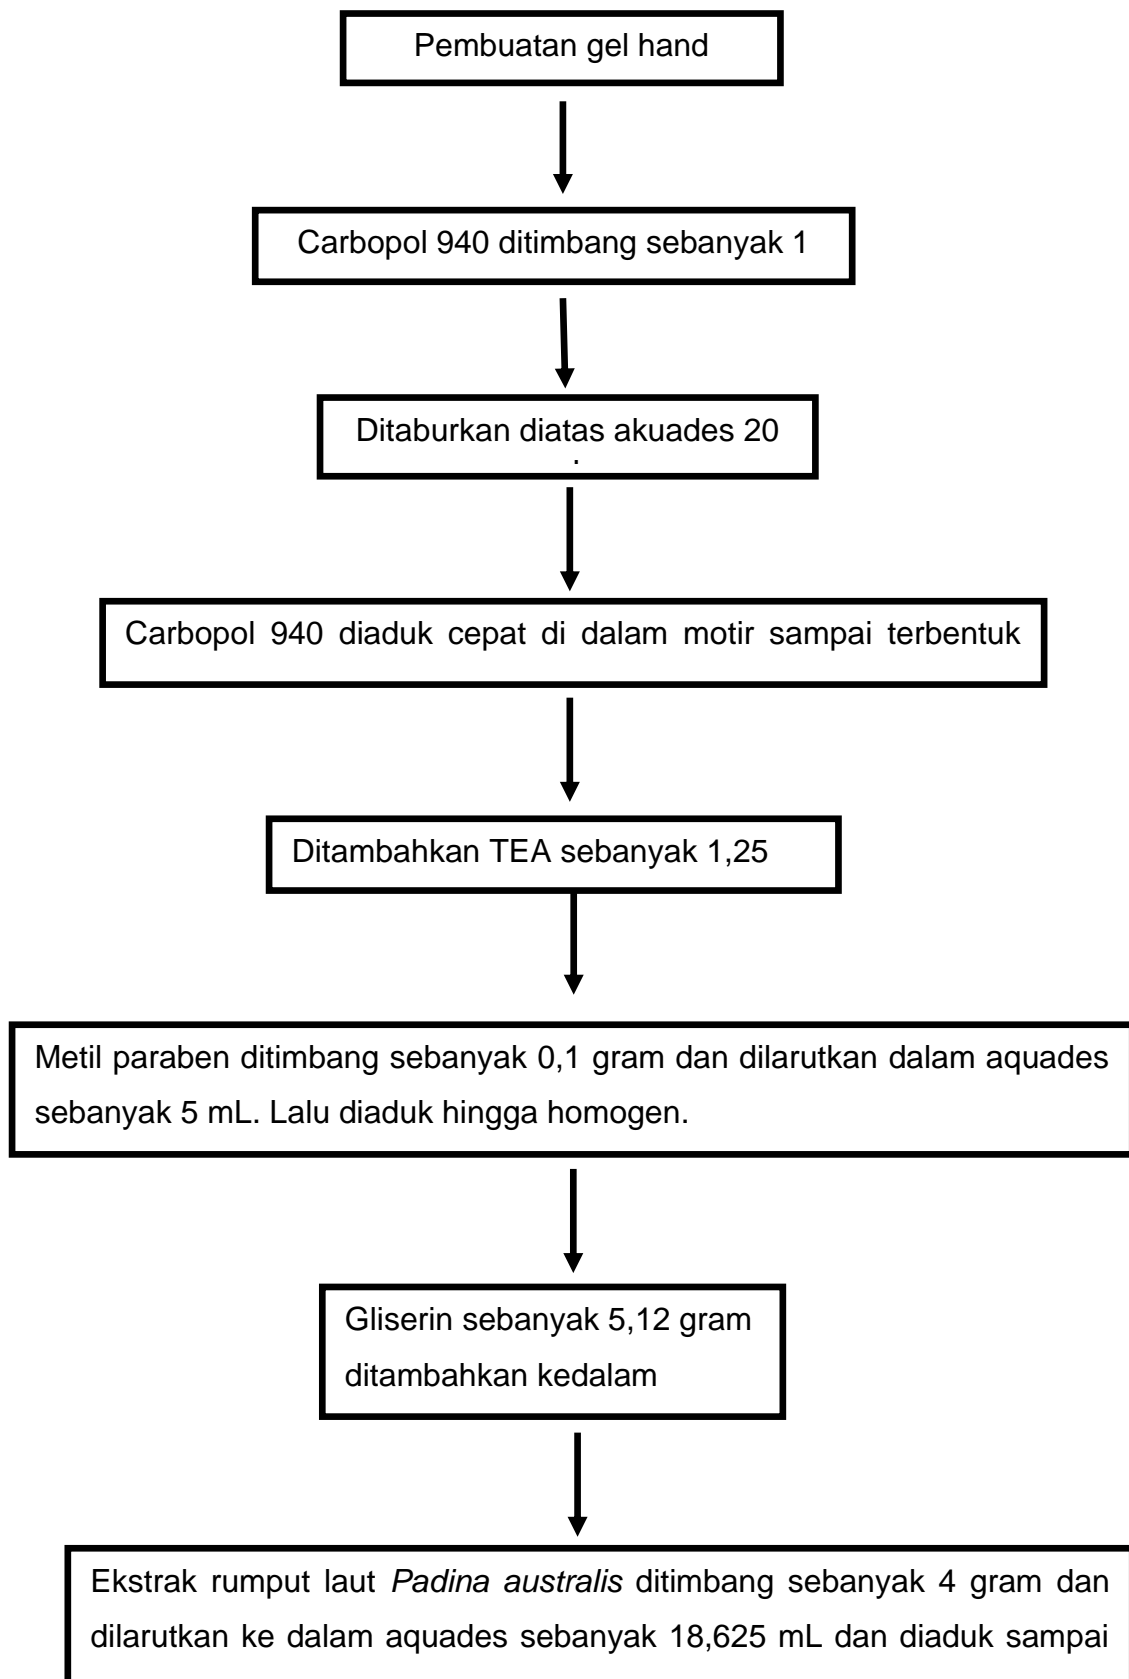 Pembuatan gel hand
Carbopol 940 ditimbang sebanyak 1
Ditaburkan diatas akuades 20
Carbopol 940 diaduk cepat di dalam motir sampai terbentuk
Ditambahkan TEA sebanyak 1,25
Metil paraben ditimbang sebanyak 0,1 gram dan dilarutkan dalam aquades
sebanyak 5 mL. Lalu diaduk hingga homogen.
Gliserin sebanyak 5,12 gram
ditambahkan kedalam
Ekstrak rumput laut Padina australis ditimbang sebanyak 4 gram dan
dilarutkan ke dalam aquades sebanyak 18,625 mL dan diaduk sampai